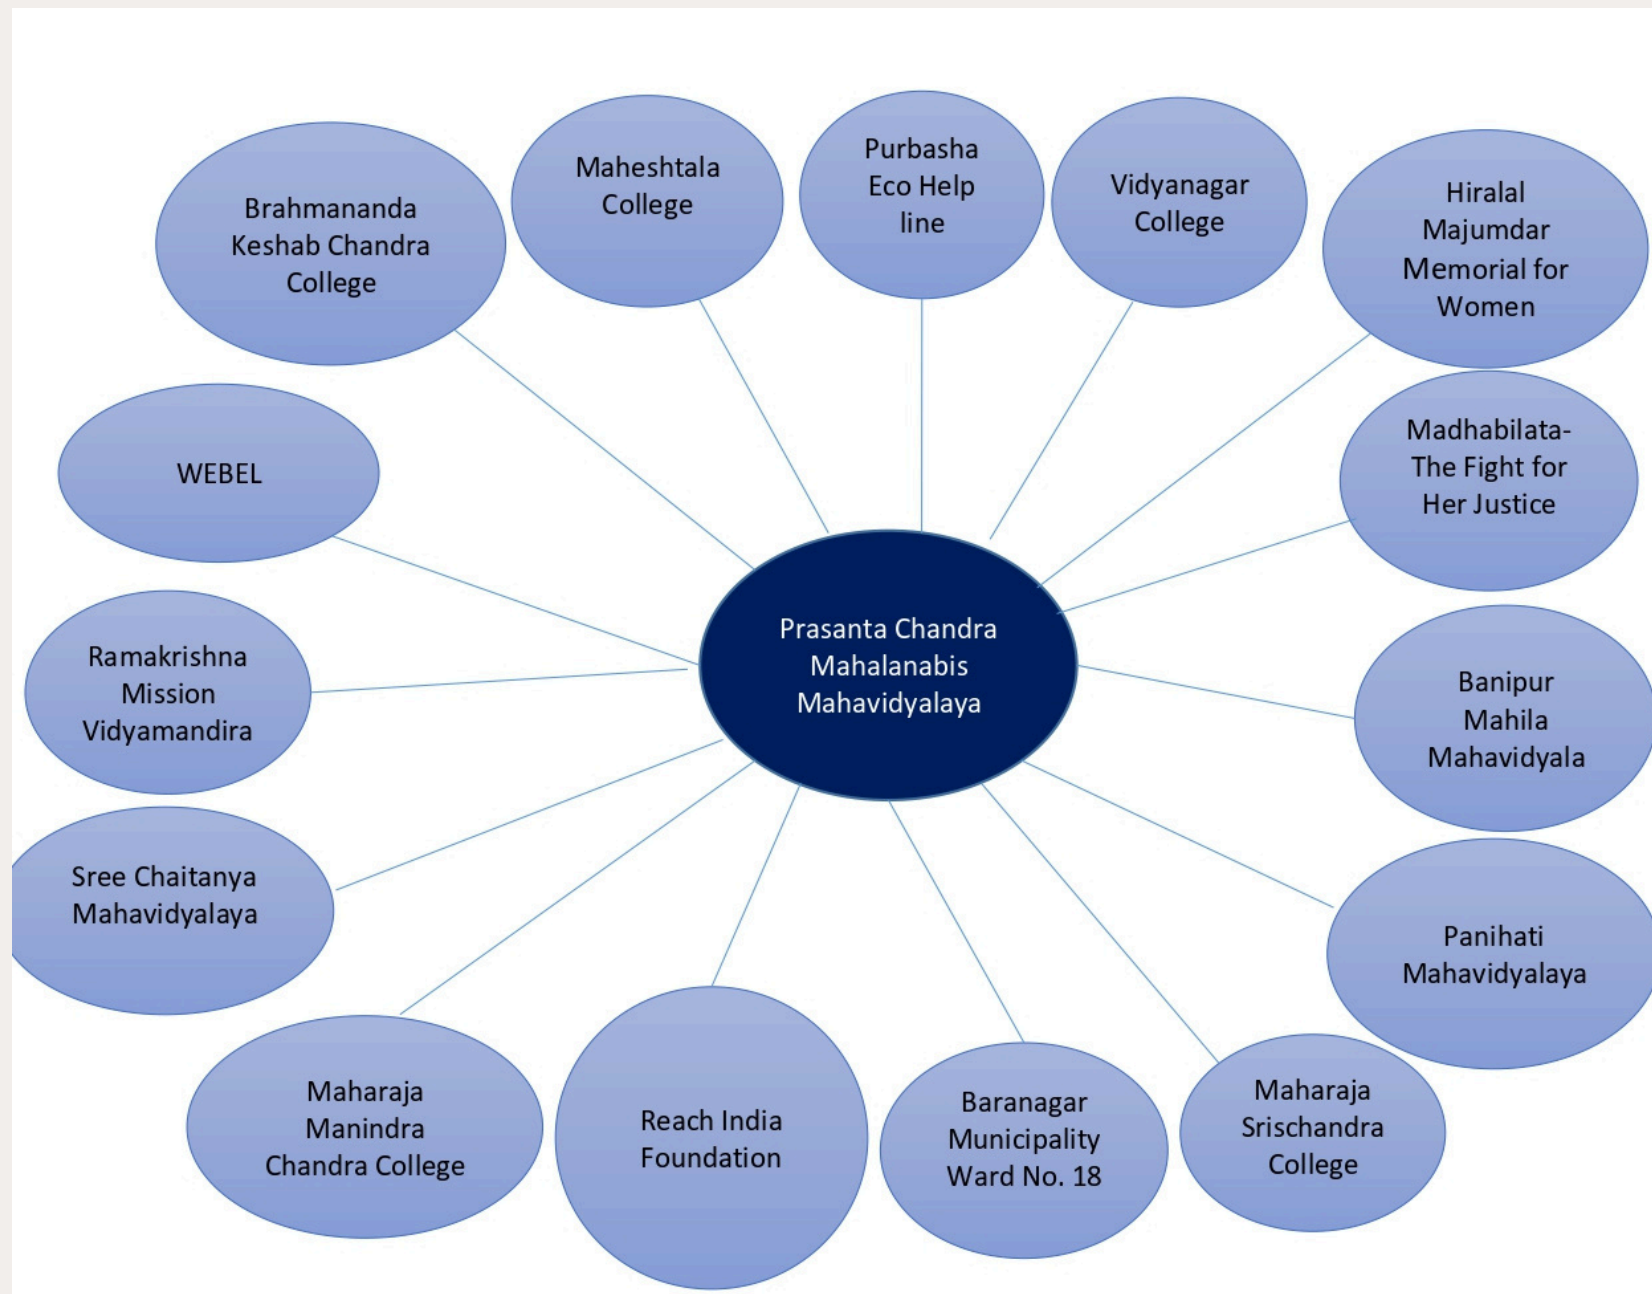 Brahmananda
Keshab Chandra
College
Maheshtala
College
Purbasha
Eco Help
line
Vidyanagar
College
Hiralal
Majumdar
Memorial for
Women
WEBEL
Madhabilata-
The Fight for
Her Justice
Prasanta Chandra
Mahalanabis
Mahavidyalaya
Ramakrishna
Mission
Vidyamandira
Banipur
Mahila
Mahavidyala
Sree Chaitanya
Mahavidyalaya
Panihati
Mahavidyalaya
Maharaja
Manindra
Chandra College
Reach India
Foundation
Baranagar
Municipality
Ward No. 18
Maharaja
Srischandra
College